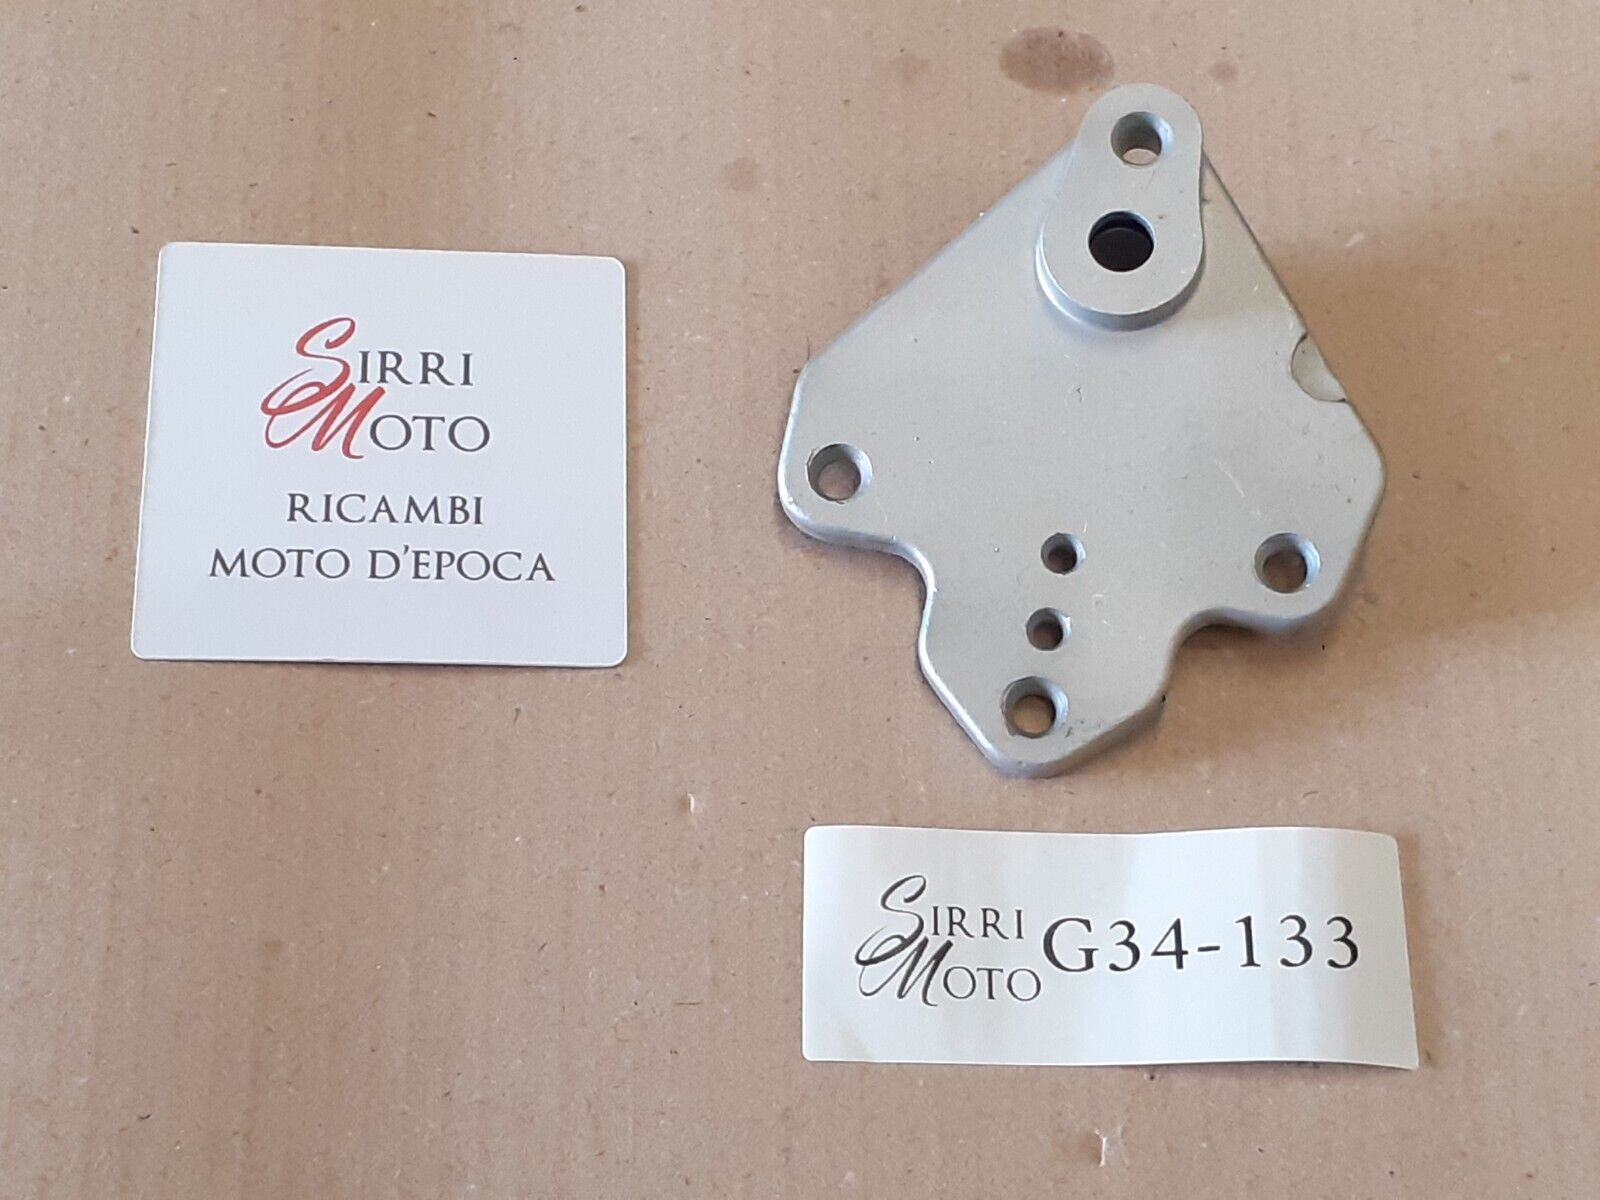 SIRRI
MOTO
RICAMBI
MOTO D'EPOCA
SIRRI
MOTO
G34-133